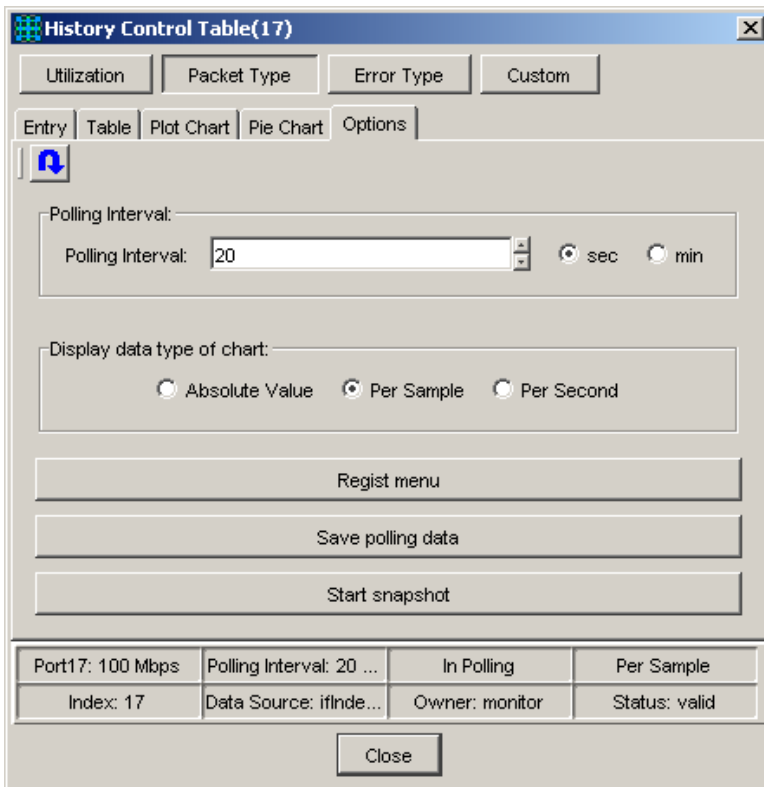 History Control Table(17)
Utilization Packet Type Error Type Custom
Entry Table Plot Chart Pie Chart Options
Polling Interval:
Polling Interval: 20 sec min
Display data type of chart:
Absolute Value Per Sample Per Second
Regist menu
Save polling data
Start snapshot
Port17: 100 Mbps Polling Interval: 20 ... In Polling Per Sample
Index: 17 Data Source: ifInde... Owner: monitor Status: valid
Close